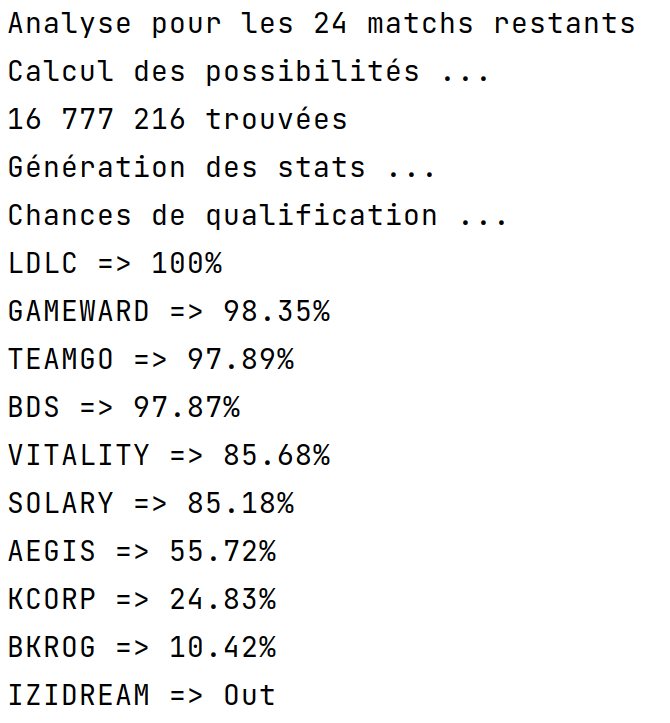 Analyse pour les 24 matchs restants
Calcul des possibilités ...
16 777 216 trouvées
Génération des stats ...
Chances de qualification ...
LDLC => 100%
GAMEWARD => 98.35%
TEAMGO => 97.89%
BDS => 97.87%
VITALITY => 85.68%
SOLARY => 85.18%
AEGIS => 55.72%
KCORP => 24.83%
BKROG => 10.42%
IZIDREAM => Out